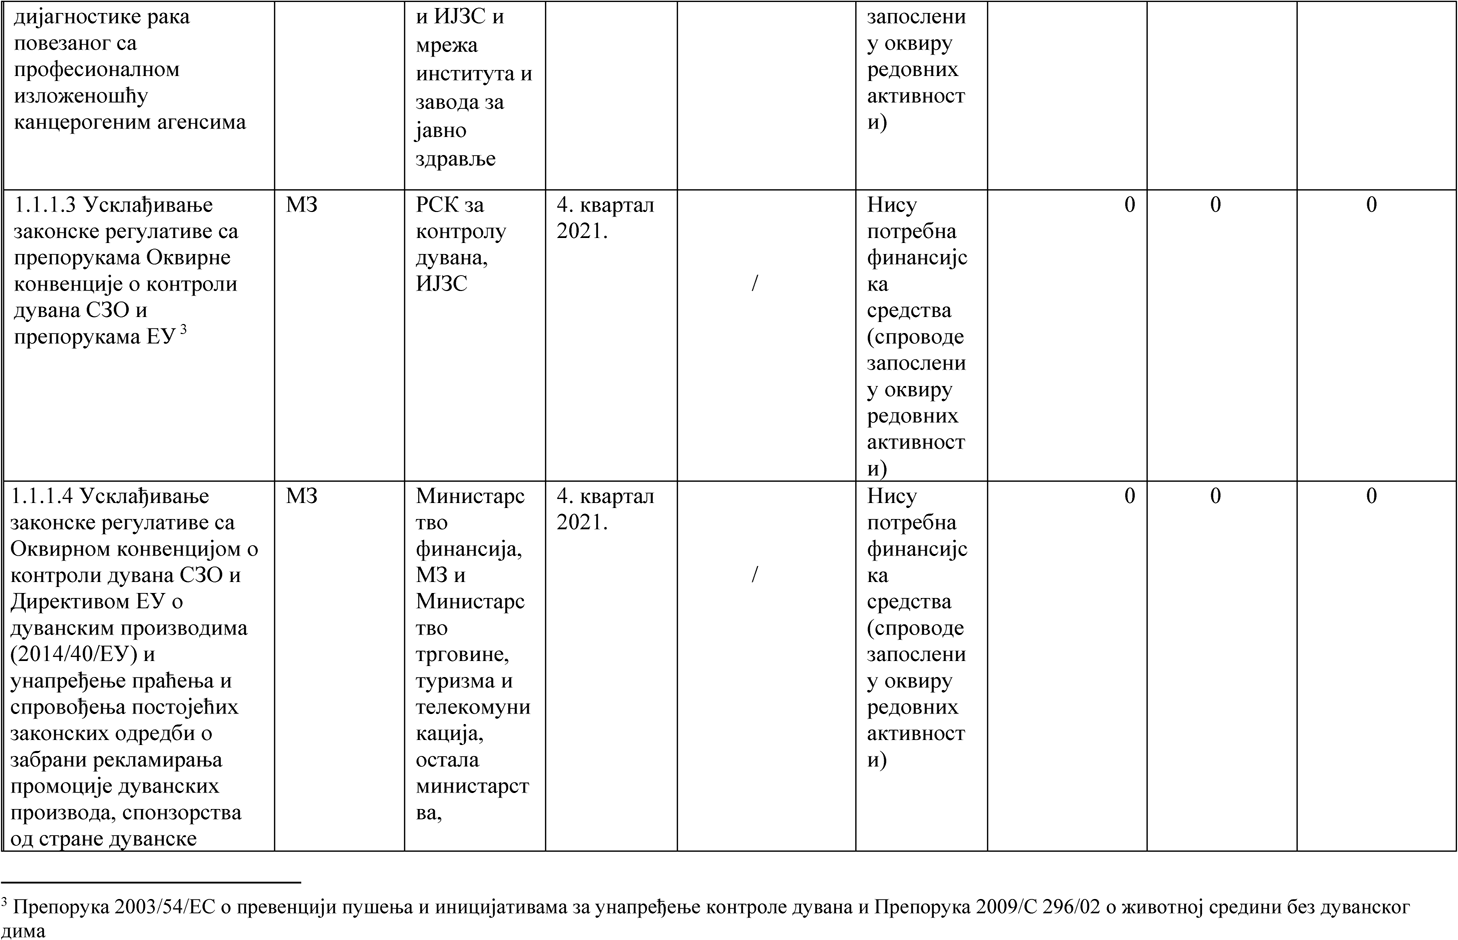 дијагностике рака
повезаног са
професионалном
изложеношћу
канцерогеним агенсима
и ИЈЗС и
мрежа
института и
завода за
јавно
здравље
запослени
у оквиру
редовних
активност
и)
1.1.1.3 Усклађивање
законске регулативе са
препорукама Оквирне
конвенције о контроли
дувана СЗО и
препорукама ЕУ 3
МЗ
РСК за
контролу
дувана,
ИЈЗС
4. квартал
2021.
/
Нису
потребна
финансијс
ка
средства
(спроводе
запослени
у оквиру
редовних
активност
и)
0
0
0
1.1.1.4 Усклађивање
законске регулативе са
Оквирном конвенцијом о
контроли дувана СЗО и
Директивом ЕУ о
дуванским производима
(2014/40/ЕУ) и
унапређење праћења и
спровођења постојећих
законских одредби о
забрани рекламирања
промоције дуванских
производа, спонзорства
од стране дуванске
МЗ
Министарс
тво
финансија,
МЗ и
Министарс
тво
трговине,
туризма и
телекомуни
кација,
остала
министарст
ва,
4. квартал
2021.
/
Нису
потребна
финансијс
ка
средства
(спроводе
запослени
у оквиру
редовних
активност
и)
0
0
0
3 Препорука 2003/54/ЕС о превенцији пушења и иницијативама за унапређење контроле дувана и Препорука 2009/С 296/02 о животној средини без дуванског
дима